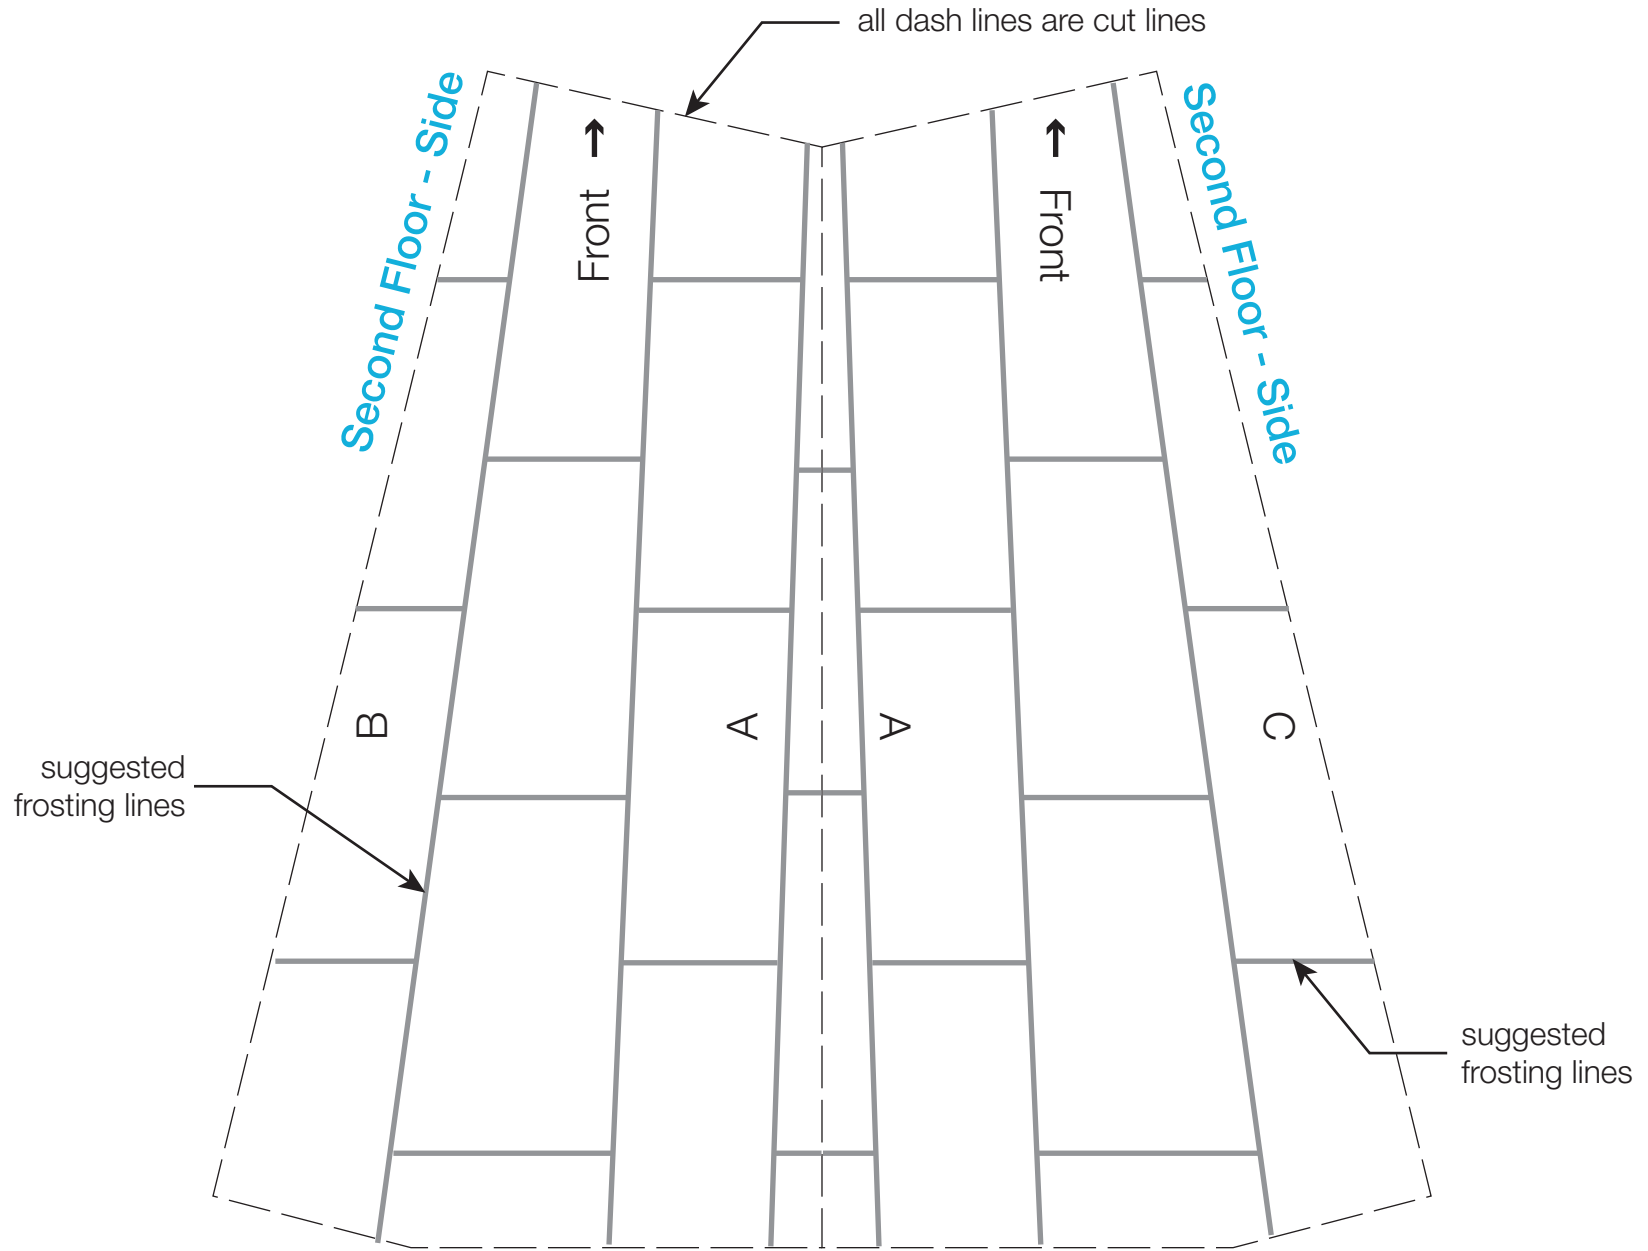 all dash lines are cut lines
Second Floor - Side
Second Floor - Side
Front
Front
B
A
A
C
suggested
frosting lines
suggested
frosting lines